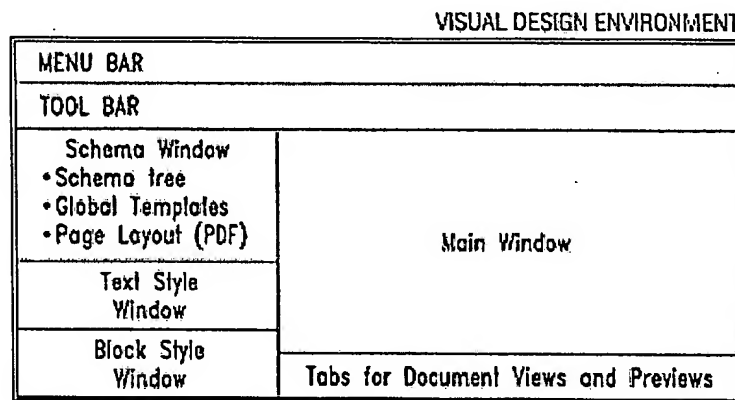 VISUAL DESIGN ENVIRONMENT
MENU BAR
TOOL BAR
Schema Window
•Schema tree
•Global Templates
•Page Layout (PDF)
Text Style
Window
Block Style
Window
Main Window
Tabs for Document Views and Previews